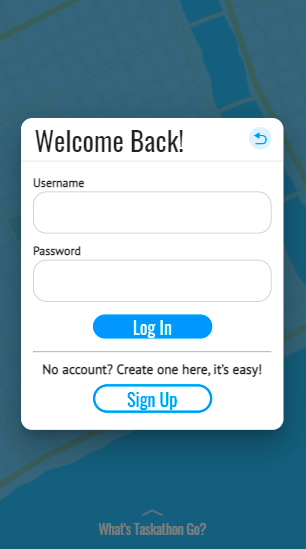 Welcome Back!
Username
Password
Log In
No account? Create one here, it's easy!
Sign Up
What's Taskathon Go?